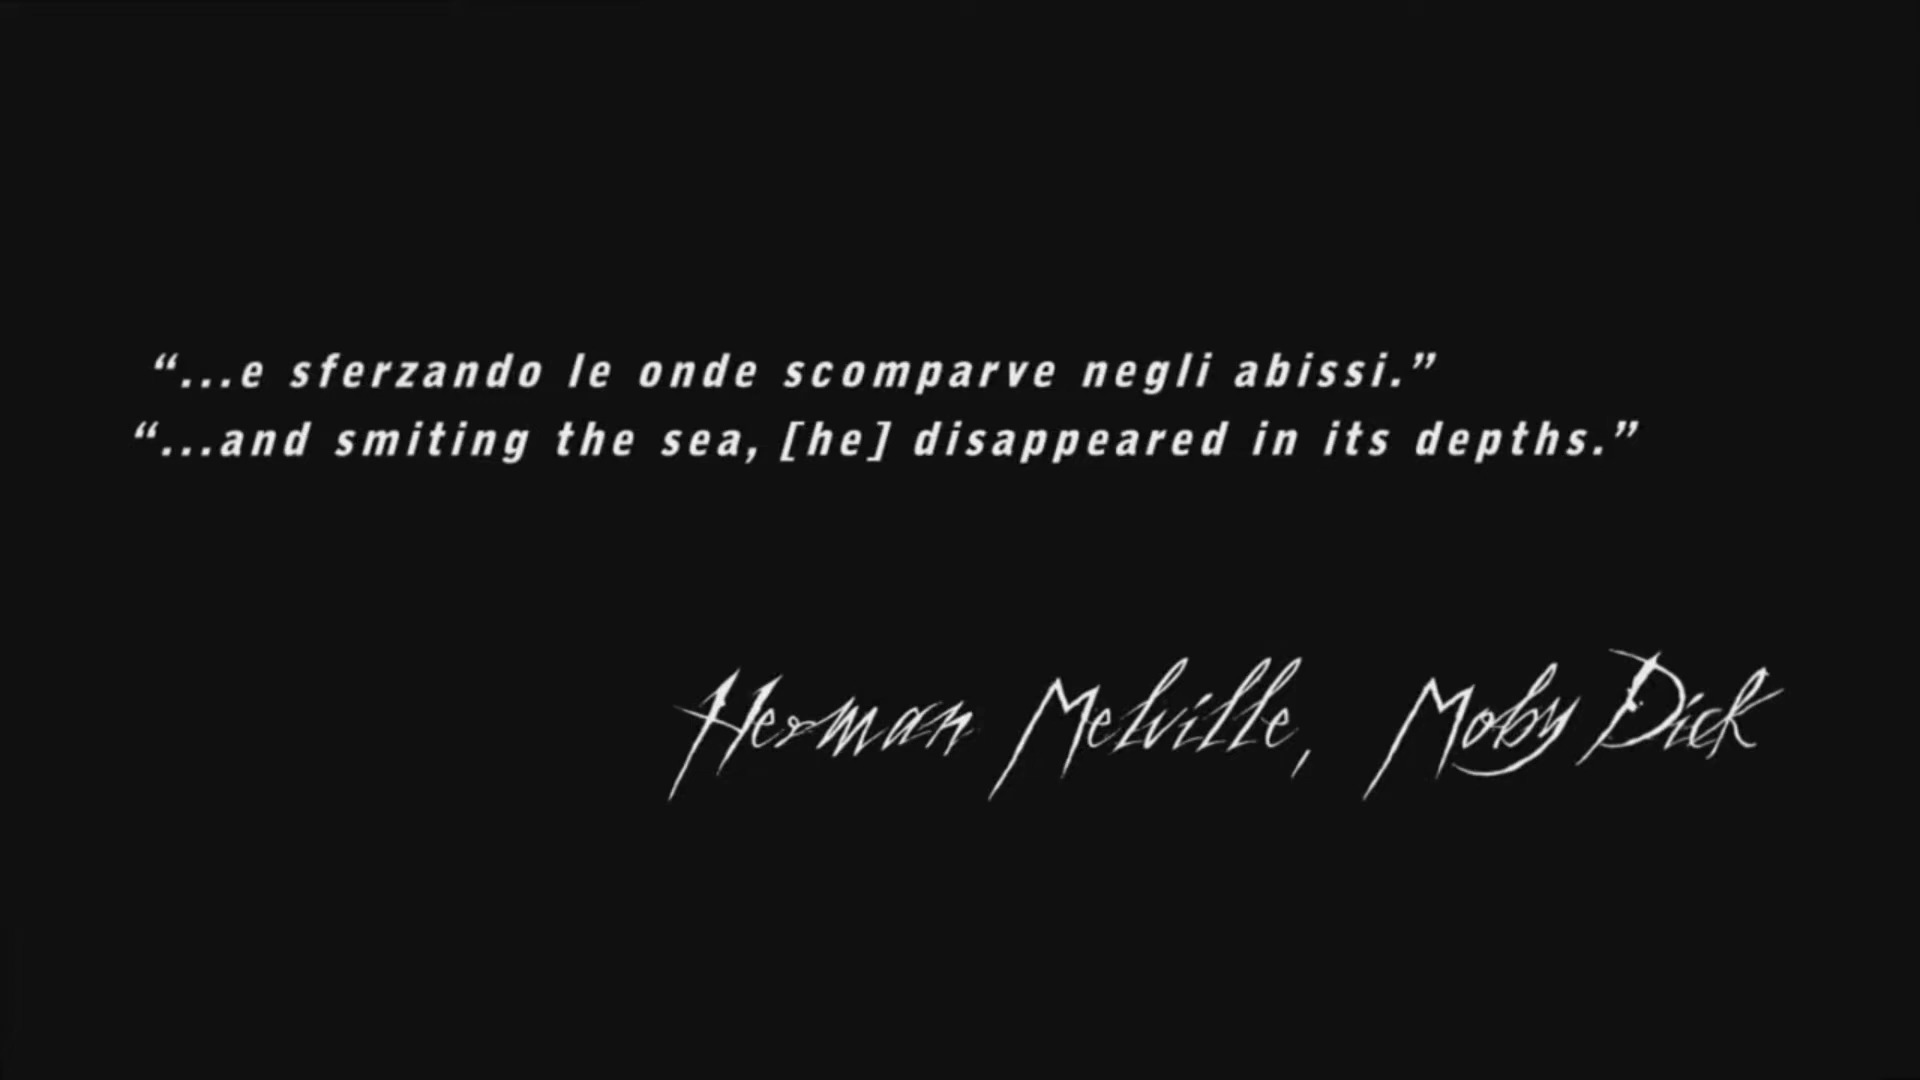 “...e sferzando le onde scomparve negli abissi.”
“...and smiting the sea, [he] disappeared in its depths.”
Herman Melville, Moby Dick